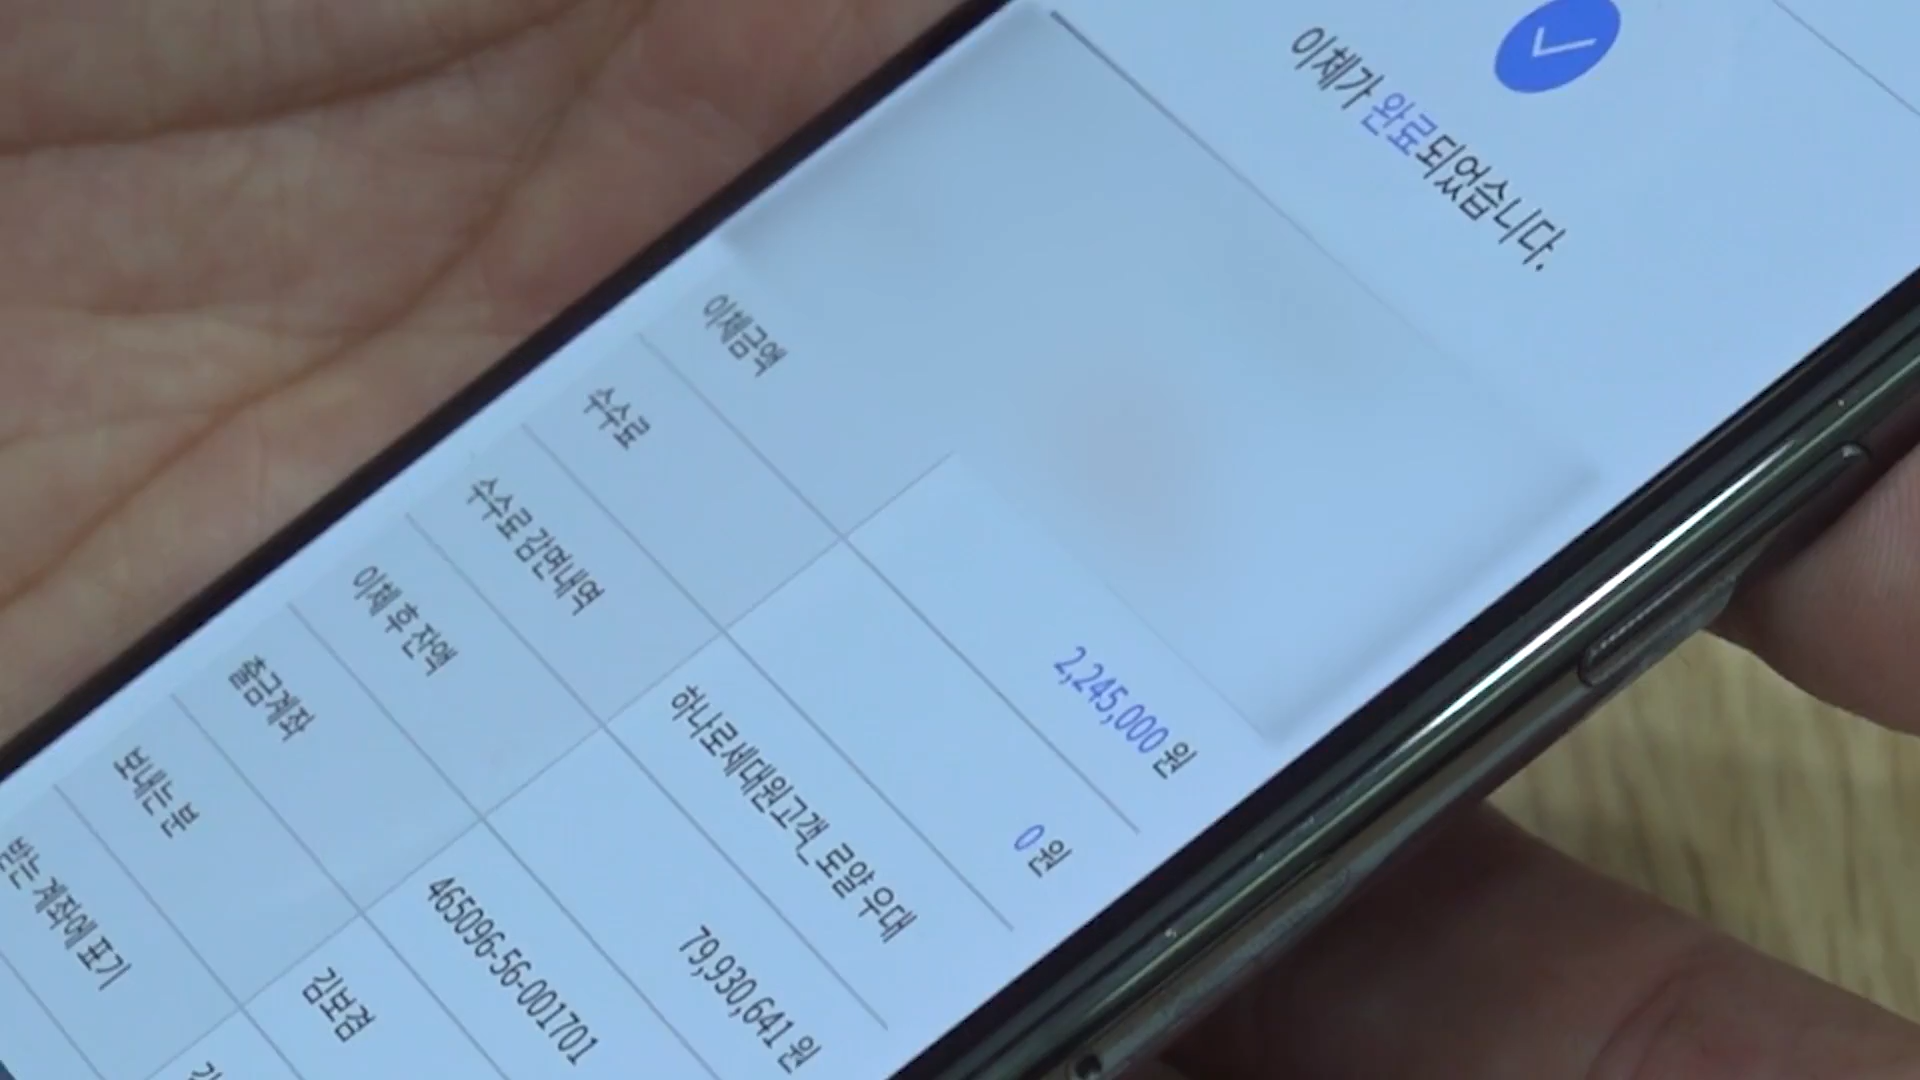 이체가 완료되었습니다.
이체금액 2,245,000 원
수수료 0 원
수수료 감면내역 하나로세대원고객_로얄 우대
이체 후 잔액 79,930,641 원
출금계좌 465096-56-001701
보내는 분 김보겸
받는 계좌에 표기